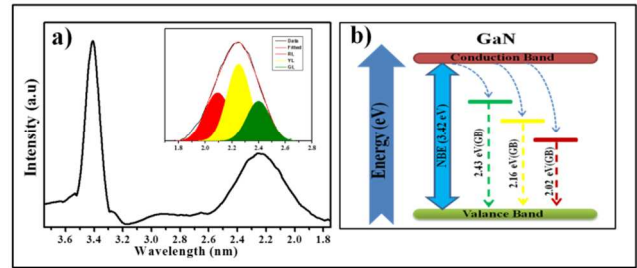 a)
Intensity (a.u)
Data
Fitted
RL
YL
GL
1.8 2.0 2.2 2.4 2.6 2.8
3.6 3.4 3.2 3.0 2.8 2.6 2.4 2.2 2.0 1.8
Wavelength (nm)
b)
GaN
Energy (eV)
Conduction Band
NBE (3.42 eV)
2.43 eV(GB)
2.16 eV(GB)
2.02 eV(GB)
Valance Band